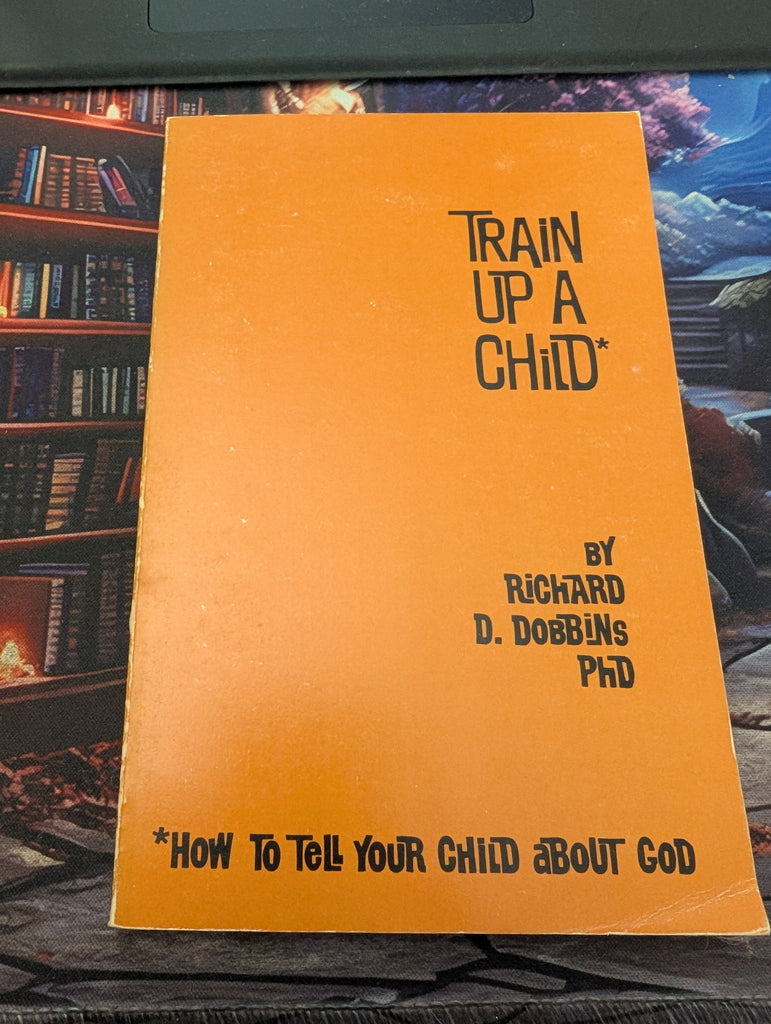 TRAiN
UP A
CHiLD*
BY
RiCHARD
D. DOBBiNS
PhD
*HOW TO TeLL YOUR CHiLD aBOUT GOD